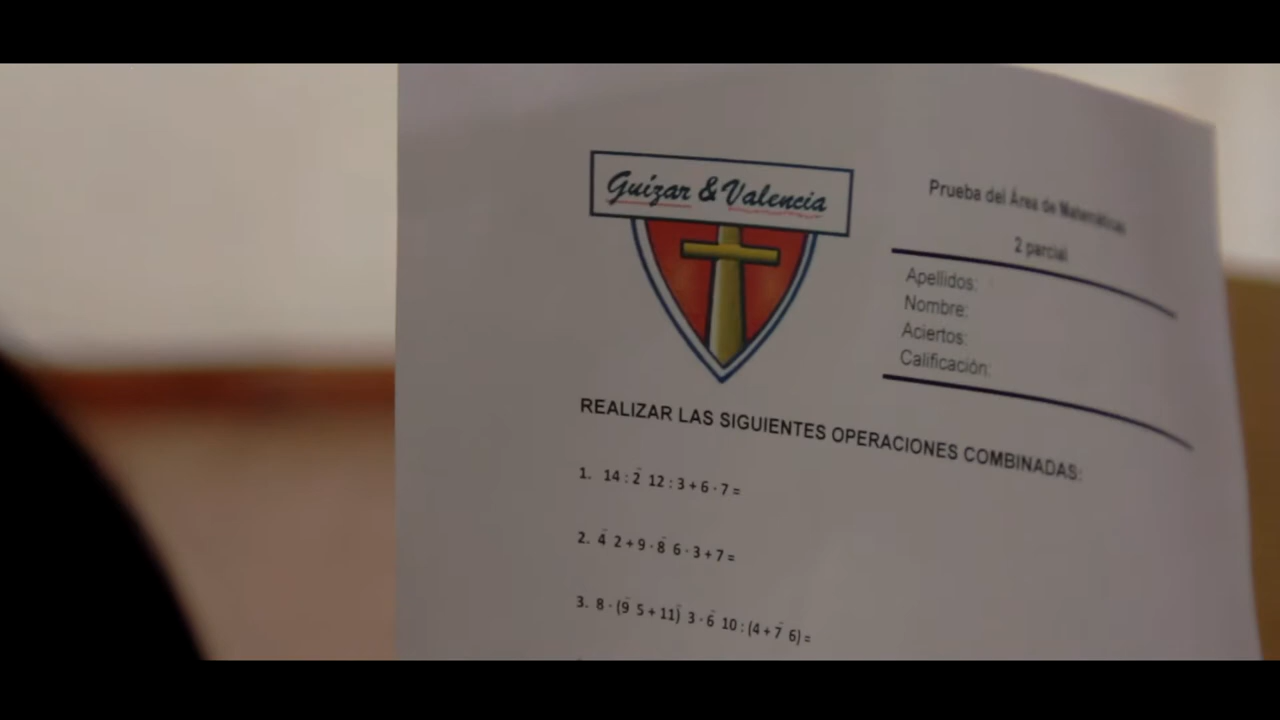 Guízar & Valencia
Prueba del Área de Matemáticas
2 parcial
Apellidos:
Nombre:
Aciertos:
Calificación:
REALIZAR LAS SIGUIENTES OPERACIONES COMBINADAS:
1. 14 : 2̄ 12 : 3 + 6 · 7 =
2. 4̄ 2 + 9 · 8̄ 6 · 3 + 7 =
3. 8 · (9̄ 5 + 11)̄ 3 · 6̄ 10 : (4 + 7̄ 6) =